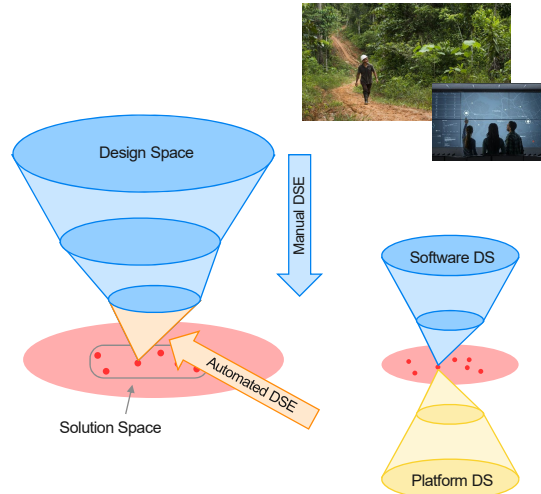 Design Space
Manual DSE
Software DS
Automated DSE
Solution Space
Platform DS